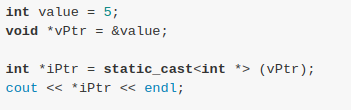 int value = 5;
void *vPtr = &value;
int *iPtr = static_cast<int *> (vPtr);
cout << *iPtr << endl;